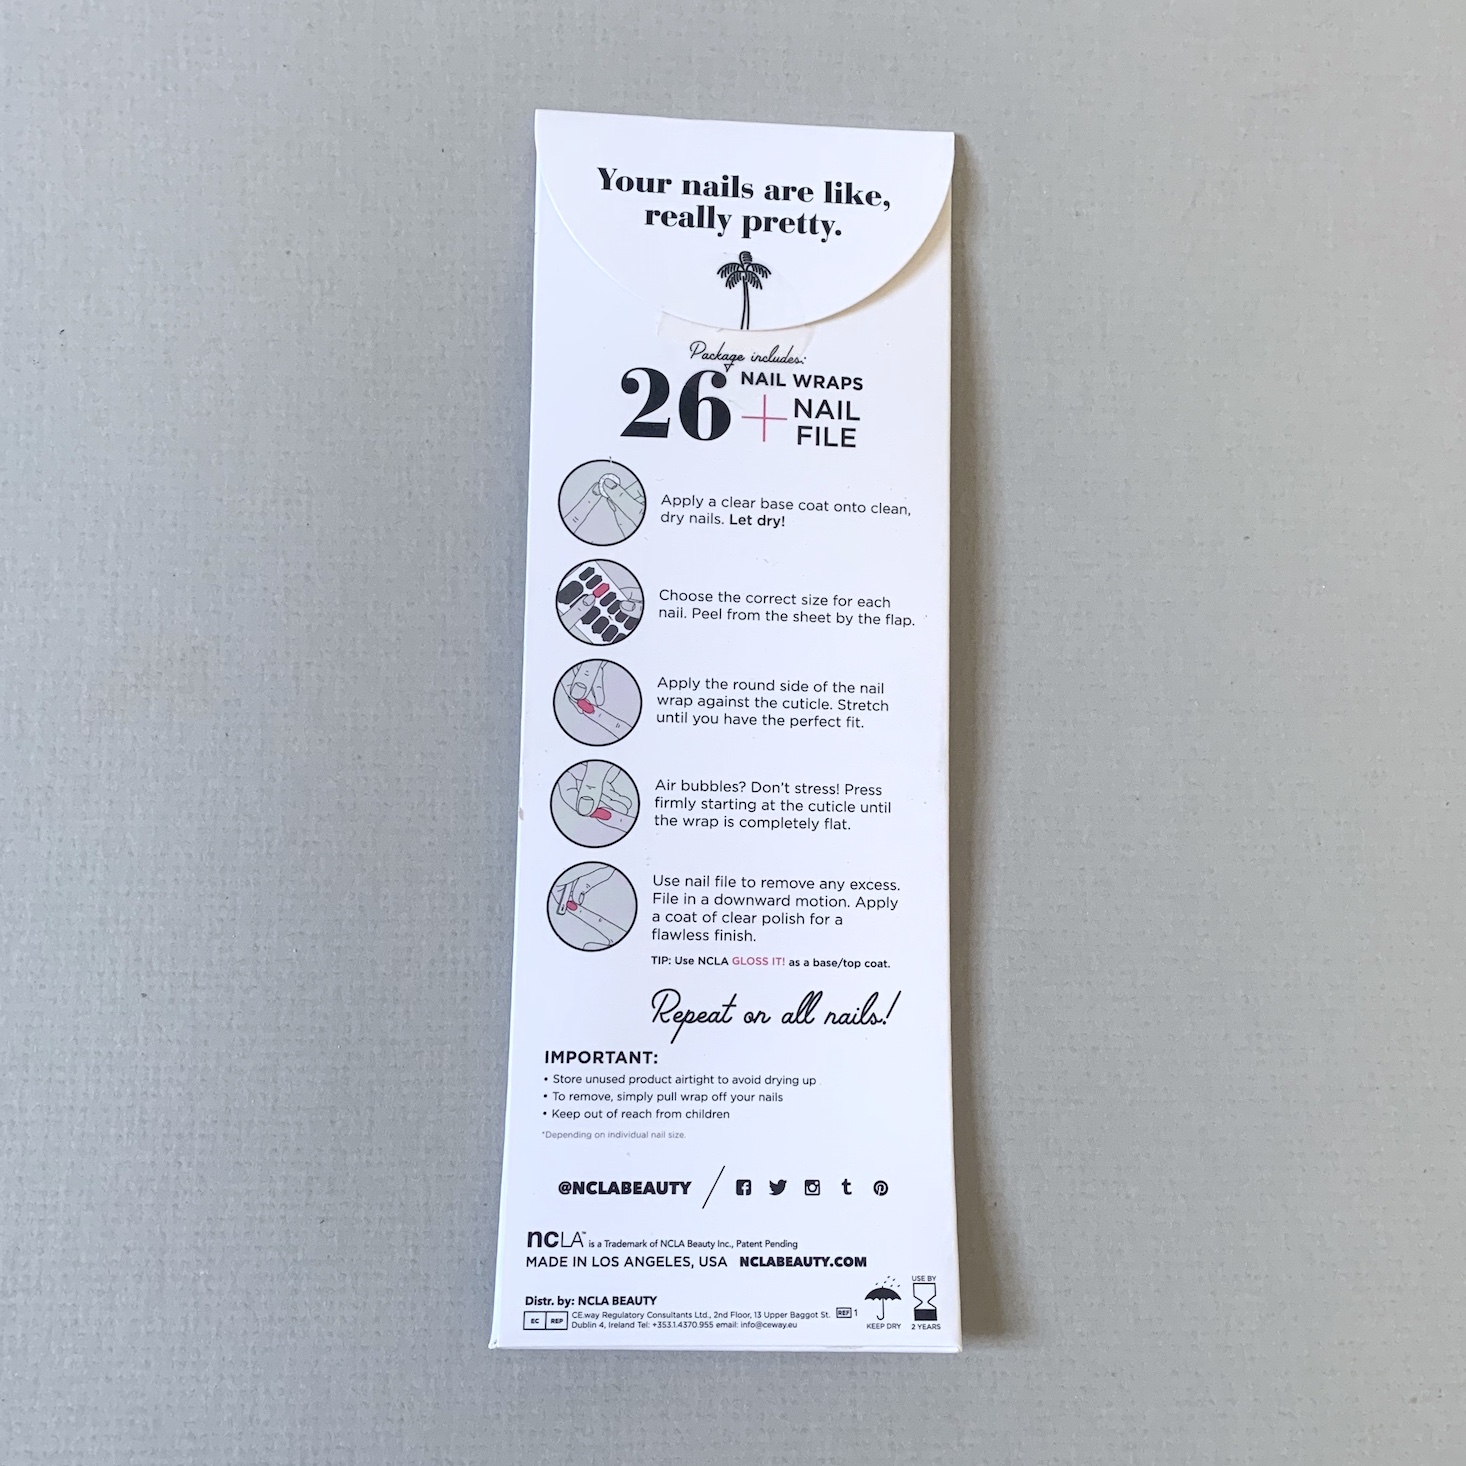 Your nails are like,
really pretty.
Package includes:
26 NAIL WRAPS
+ NAIL
FILE
Apply a clear base coat onto clean,
dry nails. Let dry!
Choose the correct size for each
nail. Peel from the sheet by the flap.
Apply the round side of the nail
wrap against the cuticle. Stretch
until you have the perfect fit.
Air bubbles? Don't stress! Press
firmly starting at the cuticle until
the wrap is completely flat.
Use nail file to remove any excess.
File in a downward motion. Apply
a coat of clear polish for a
flawless finish.
TIP: Use NCLA GLOSS IT! as a base/top coat.
Repeat on all nails!
IMPORTANT:
• Store unused product airtight to avoid drying up
• To remove, simply pull wrap off your nails
• Keep out of reach from children
*Depending on individual nail size.
@NCLABEAUTY /
ncLA™ is a Trademark of NCLA Beauty Inc., Patent Pending
MADE IN LOS ANGELES, USA NCLABEAUTY.COM
Distr. by: NCLA BEAUTY
EC REP
CE.way Regulatory Consultants Ltd., 2nd Floor, 13 Upper Baggot St.
Dublin 4, Ireland Tel: +353.1.4370.955 email: info@ceway.eu
REF 1
KEEP DRY
USE BY
2 YEARS